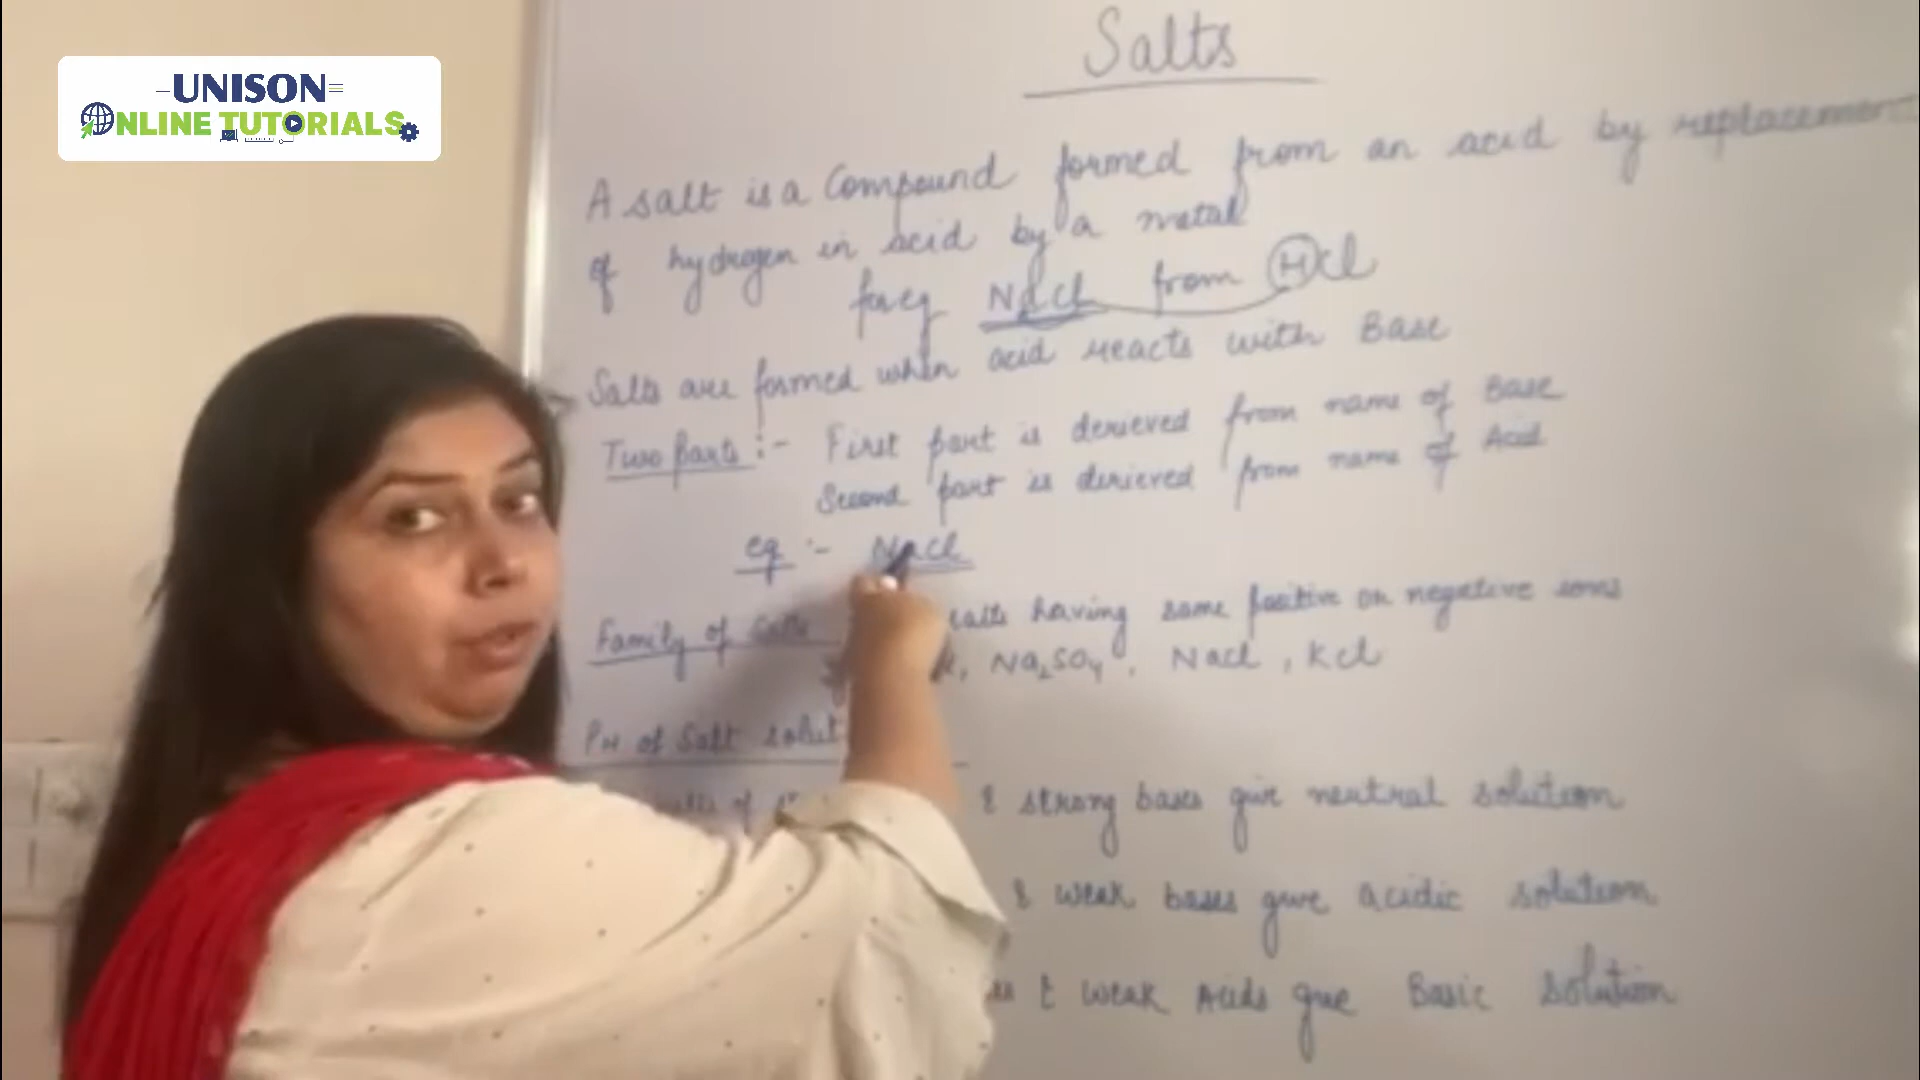 UNISON
ONLINE TUTORIALS
Salts
A salt is a Compound formed from an acid by replacement
of hydrogen in acid by a metal
for eg NaCl from HCl
Salts are formed when acid reacts with Base
Two parts :- First part is derieved from name of Base
Second part is derieved from name of Acid
eg :- NaCl
Family of Salts salts having same positive or negative ions
, Na2SO4, NaCl, KCl
PH of Salt
of & strong bases give neutral solution
& weak bases give acidic solution
& weak Acids give Basic solution